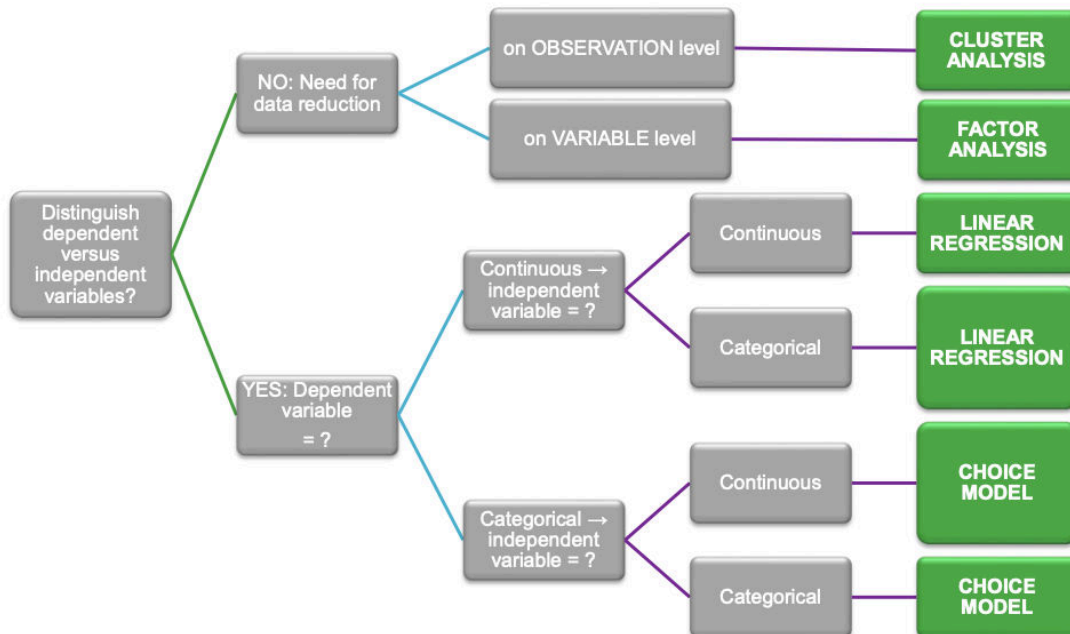 Distinguish
dependent
versus
independent
variables?
NO: Need for
data reduction
on OBSERVATION level
CLUSTER
ANALYSIS
on VARIABLE level
FACTOR
ANALYSIS
YES: Dependent
variable
= ?
Continuous →
independent
variable = ?
Continuous
LINEAR
REGRESSION
Categorical
LINEAR
REGRESSION
Categorical →
independent
variable = ?
Continuous
CHOICE
MODEL
Categorical
CHOICE
MODEL